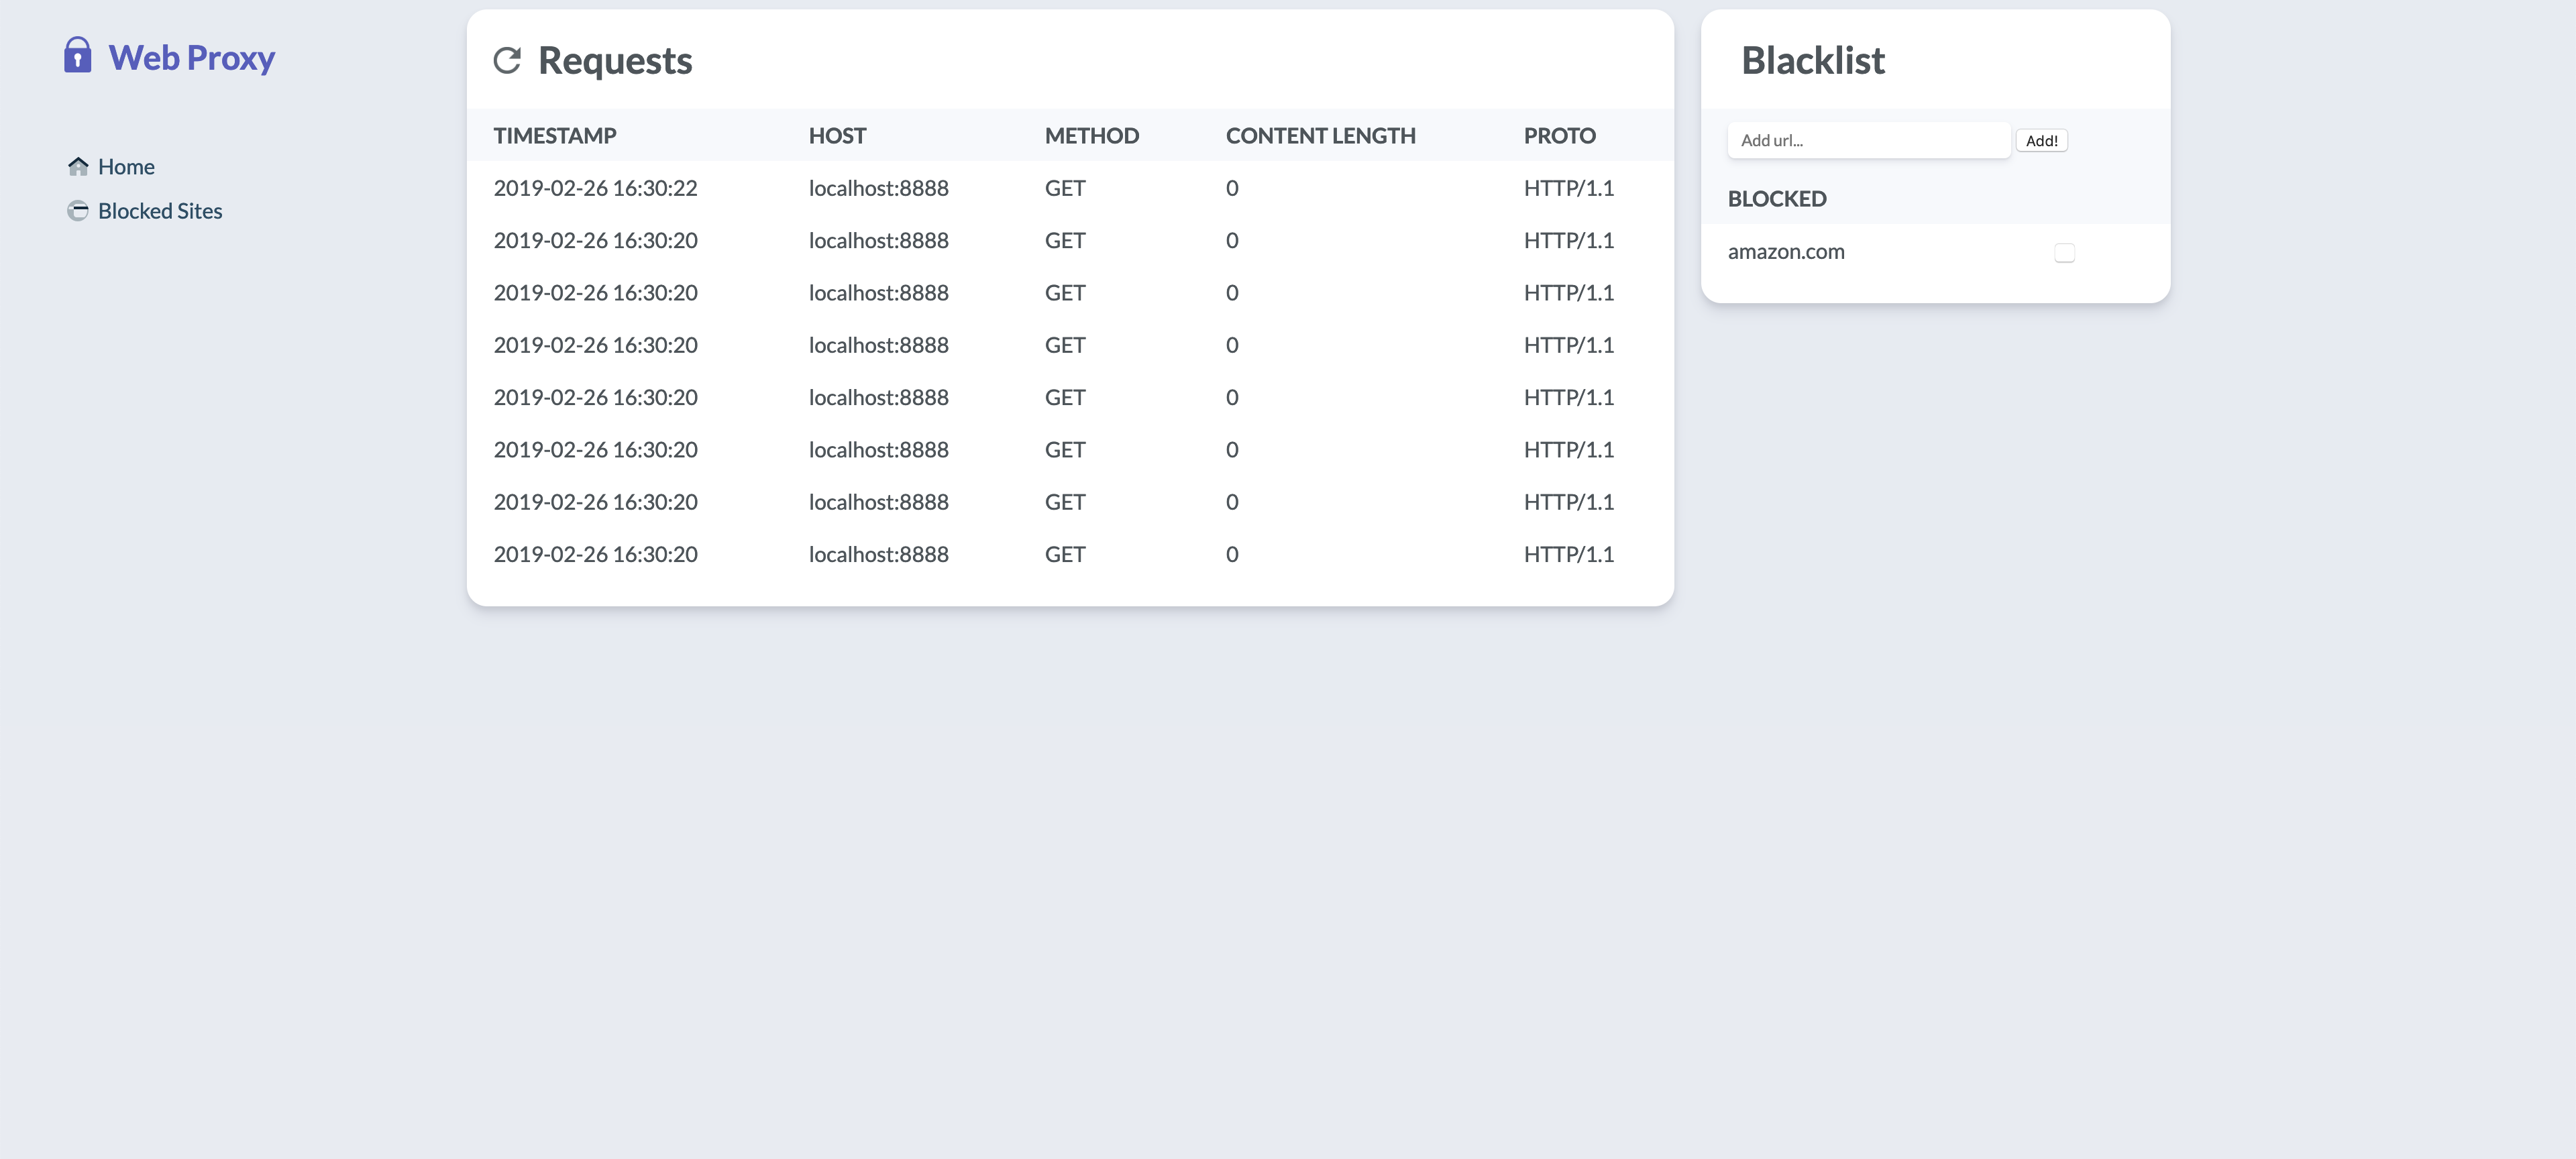 Web Proxy
Home
Blocked Sites
Requests
TIMESTAMP HOST METHOD CONTENT LENGTH PROTO
2019-02-26 16:30:22 localhost:8888 GET 0 HTTP/1.1
2019-02-26 16:30:20 localhost:8888 GET 0 HTTP/1.1
2019-02-26 16:30:20 localhost:8888 GET 0 HTTP/1.1
2019-02-26 16:30:20 localhost:8888 GET 0 HTTP/1.1
2019-02-26 16:30:20 localhost:8888 GET 0 HTTP/1.1
2019-02-26 16:30:20 localhost:8888 GET 0 HTTP/1.1
2019-02-26 16:30:20 localhost:8888 GET 0 HTTP/1.1
2019-02-26 16:30:20 localhost:8888 GET 0 HTTP/1.1
Blacklist
Add url... Add!
BLOCKED
amazon.com